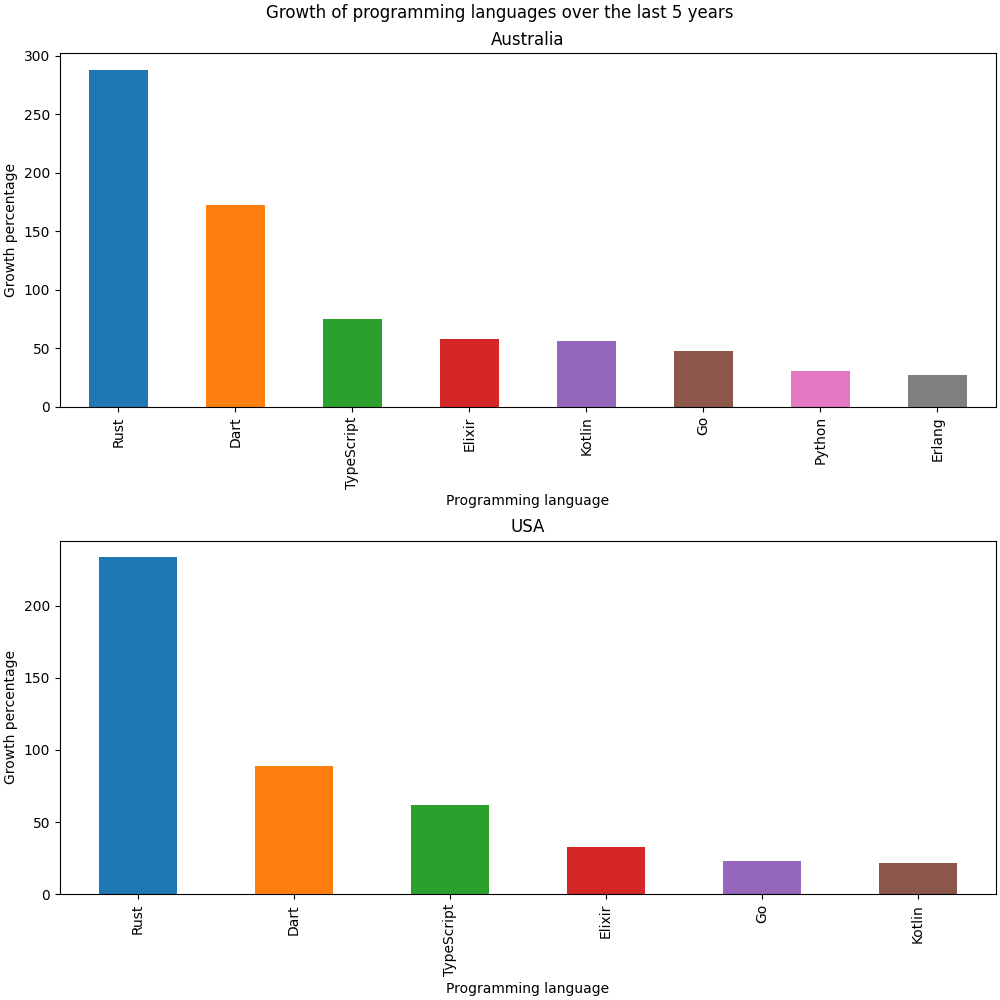 Growth of programming languages over the last 5 years
Australia
300
250
200
150
100
50
0
Growth percentage
Rust
Dart
TypeScript
Elixir
Kotlin
Go
Python
Erlang
Programming language
USA
200
150
100
50
0
Growth percentage
Rust
Dart
TypeScript
Elixir
Go
Kotlin
Programming language